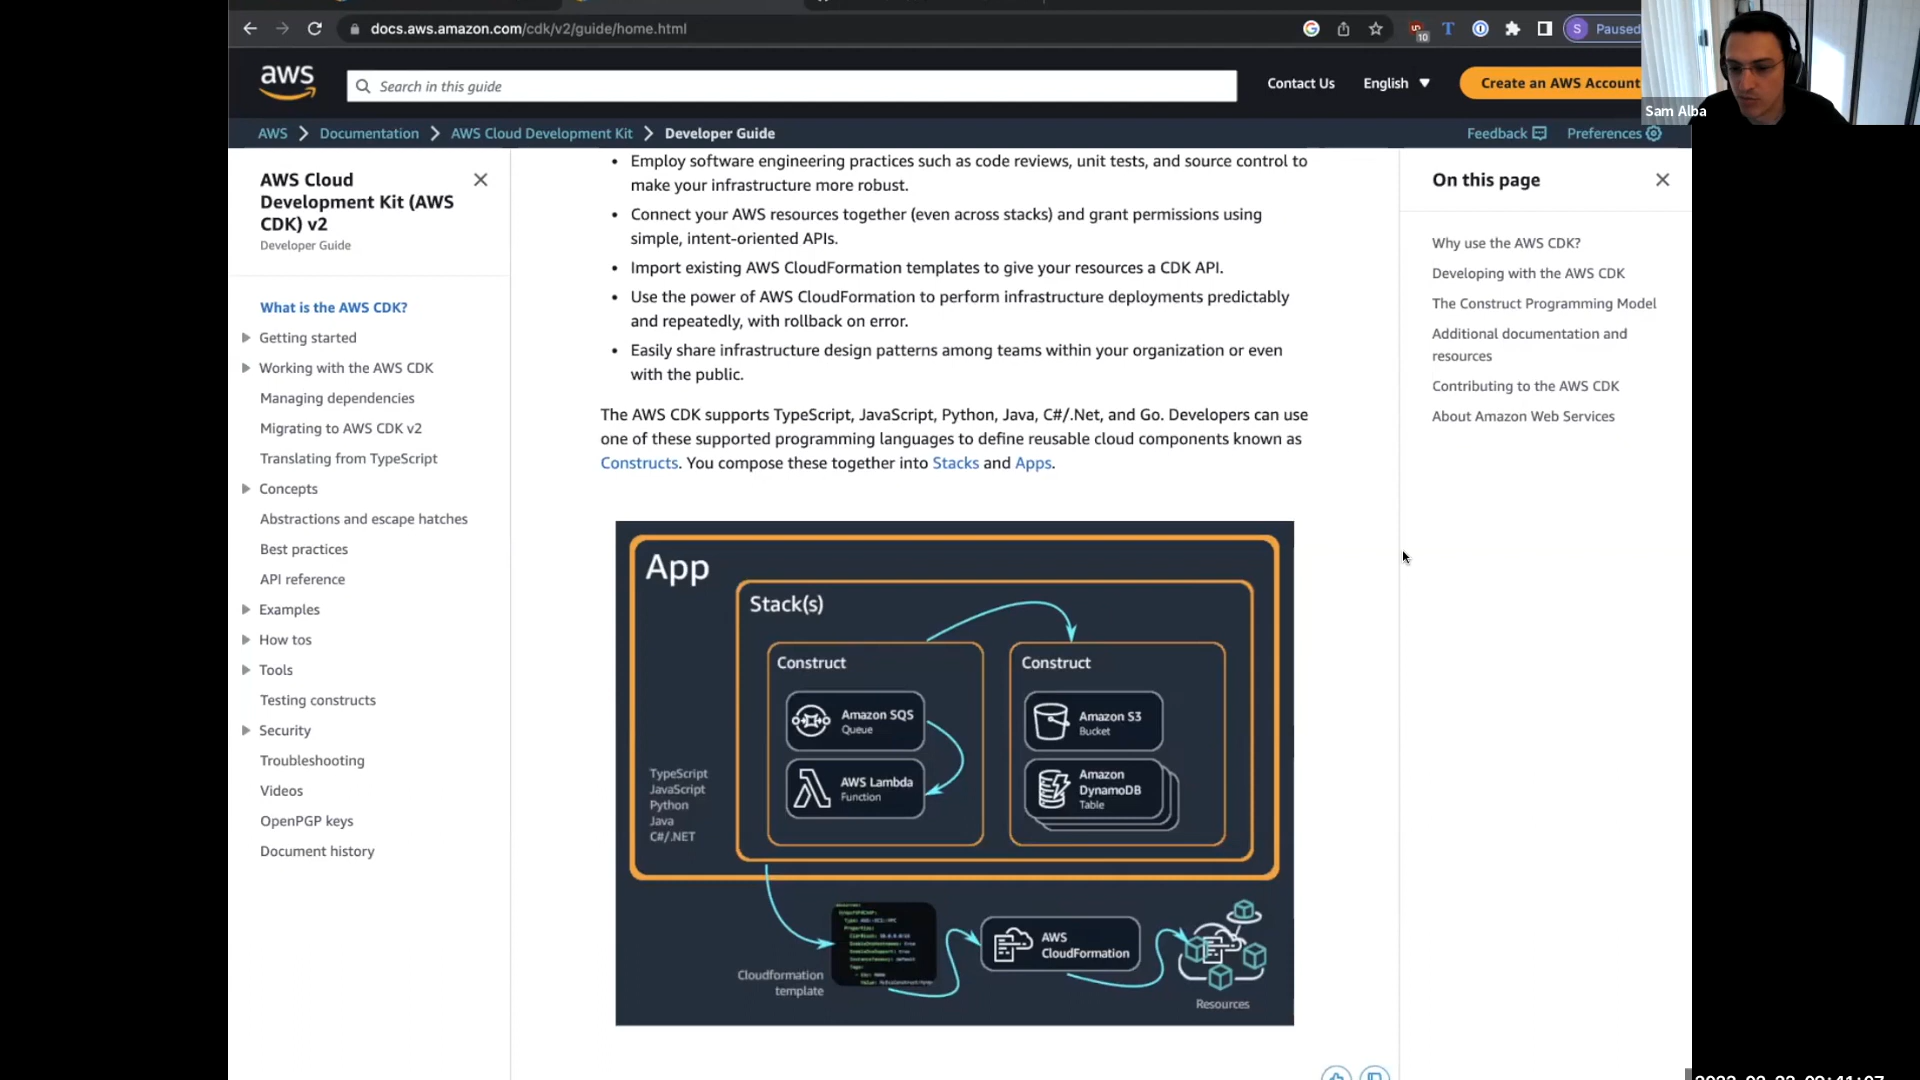 docs.aws.amazon.com/cdk/v2/guide/home.html
10
S
Paused
aws
Search in this guide
Contact Us
English
Create an AWS Account
Sam Alba
AWS
Documentation
AWS Cloud Development Kit
Developer Guide
Feedback
Preferences
AWS Cloud
Development Kit (AWS
CDK) v2
Developer Guide
What is the AWS CDK?
Getting started
Working with the AWS CDK
Managing dependencies
Migrating to AWS CDK v2
Translating from TypeScript
Concepts
Abstractions and escape hatches
Best practices
API reference
Examples
How tos
Tools
Testing constructs
Security
Troubleshooting
Videos
OpenPGP keys
Document history
• Employ software engineering practices such as code reviews, unit tests, and source control to
make your infrastructure more robust.
• Connect your AWS resources together (even across stacks) and grant permissions using
simple, intent-oriented APIs.
• Import existing AWS CloudFormation templates to give your resources a CDK API.
• Use the power of AWS CloudFormation to perform infrastructure deployments predictably
and repeatedly, with rollback on error.
• Easily share infrastructure design patterns among teams within your organization or even
with the public.
The AWS CDK supports TypeScript, JavaScript, Python, Java, C#/.Net, and Go. Developers can use
one of these supported programming languages to define reusable cloud components known as
Constructs. You compose these together into Stacks and Apps.
App
Stack(s)
Construct
Amazon SQS
Queue
AWS Lambda
Function
Construct
Amazon S3
Bucket
Amazon
DynamoDB
Table
TypeScript
JavaScript
Python
Java
C#/.NET
Cloudformation
template
AWS
CloudFormation
Resources
On this page
Why use the AWS CDK?
Developing with the AWS CDK
The Construct Programming Model
Additional documentation and
resources
Contributing to the AWS CDK
About Amazon Web Services